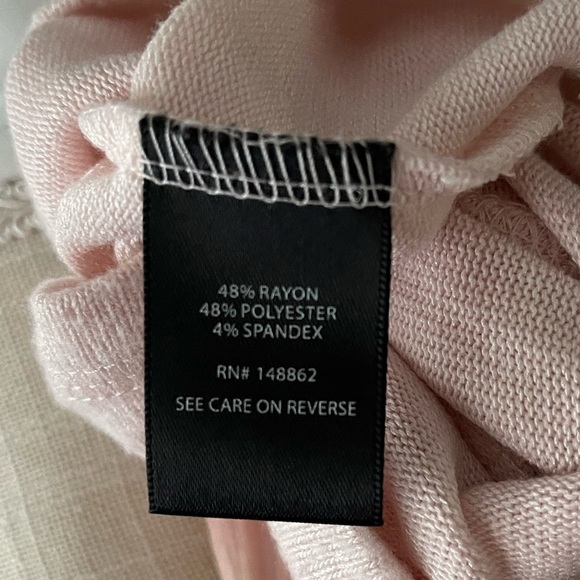 48% RAYON
48% POLYESTER
4% SPANDEX
RN# 148862
SEE CARE ON REVERSE